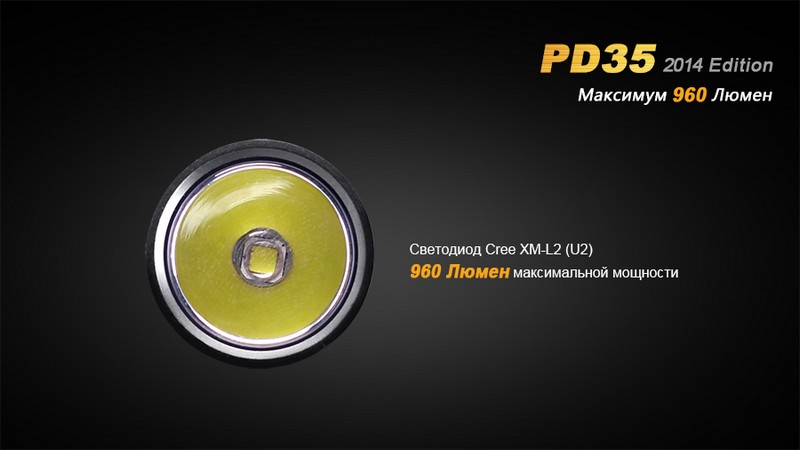 PD35 2014 Edition
Максимум 960 Люмен
Светодиод Cree XM-L2 (U2)
960 Люмен максимальной мощности